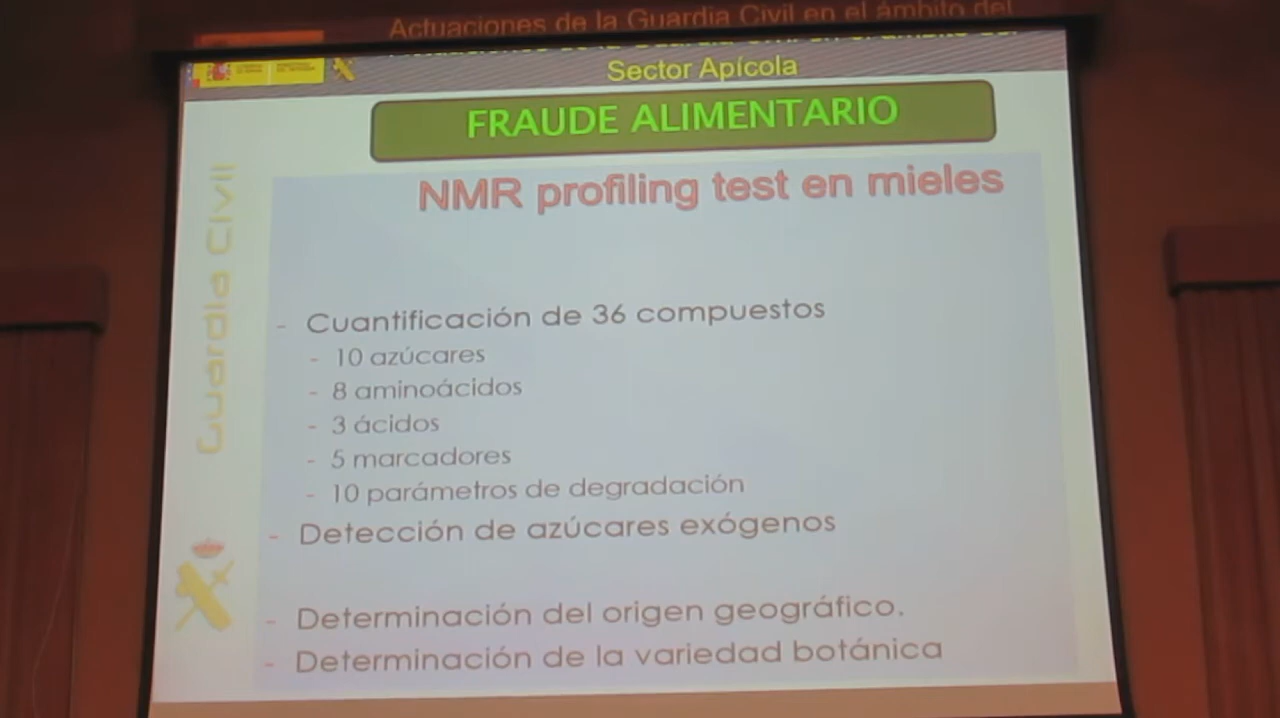 Actuaciones de la Guardia Civil en el ámbito del
Sector Apícola
FRAUDE ALIMENTARIO
NMR profiling test en mieles
Guardia Civil
- Cuantificación de 36 compuestos
- 10 azúcares
- 8 aminoácidos
- 3 ácidos
- 5 marcadores
- 10 parámetros de degradación
- Detección de azúcares exógenos
- Determinación del origen geográfico.
- Determinación de la variedad botánica